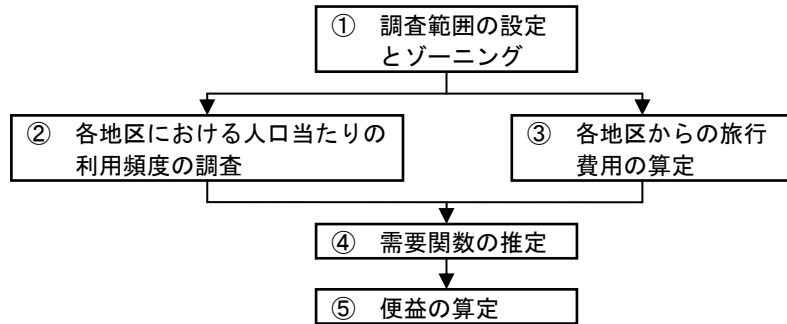 ① 調査範囲の設定
とゾーニング
② 各地区における人口当たりの
利用頻度の調査
③ 各地区からの旅行
費用の算定
④ 需要関数の推定
⑤ 便益の算定